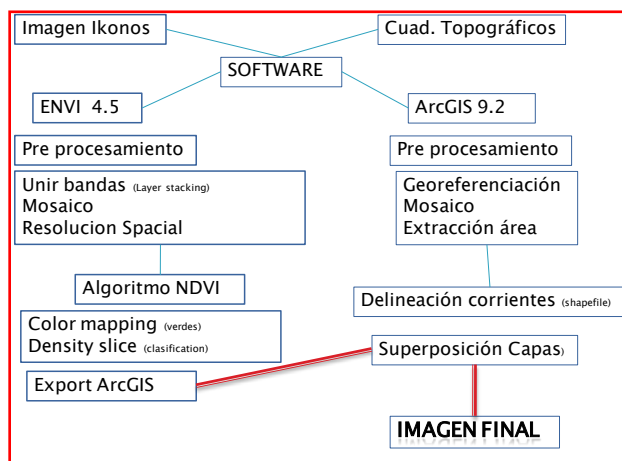 Imagen Ikonos
Cuad. Topográficos
SOFTWARE
ENVI 4.5
ArcGIS 9.2
Pre procesamiento
Pre procesamiento
Unir bandas (Layer stacking)
Mosaico
Resolucion Spacial
Georeferenciación
Mosaico
Extracción área
Algoritmo NDVI
Delineación corrientes (shapefile)
Color mapping (verdes)
Density slice (clasification)
Superposición Capas)
Export ArcGIS
IMAGEN FINAL